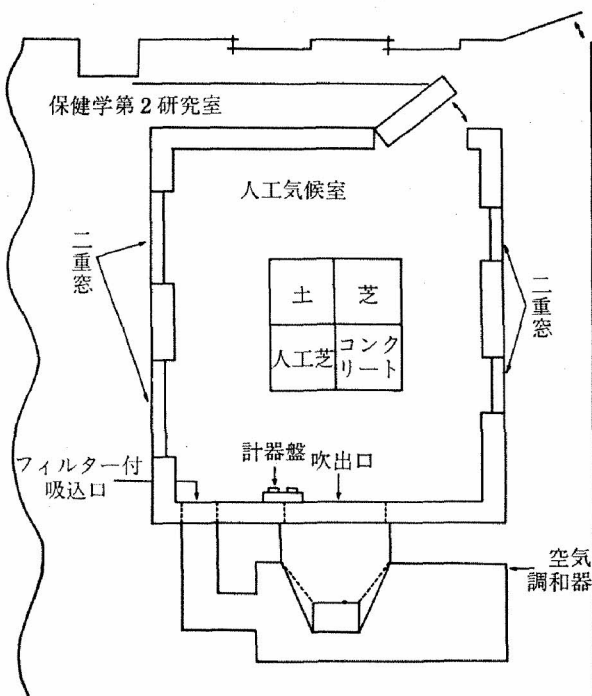 保健学第2研究室
人工気候室
二重窓
二重窓
土
芝
人工芝
コンク
リート
計器盤
吹出口
フィルター付
吸込口
空気
調和器